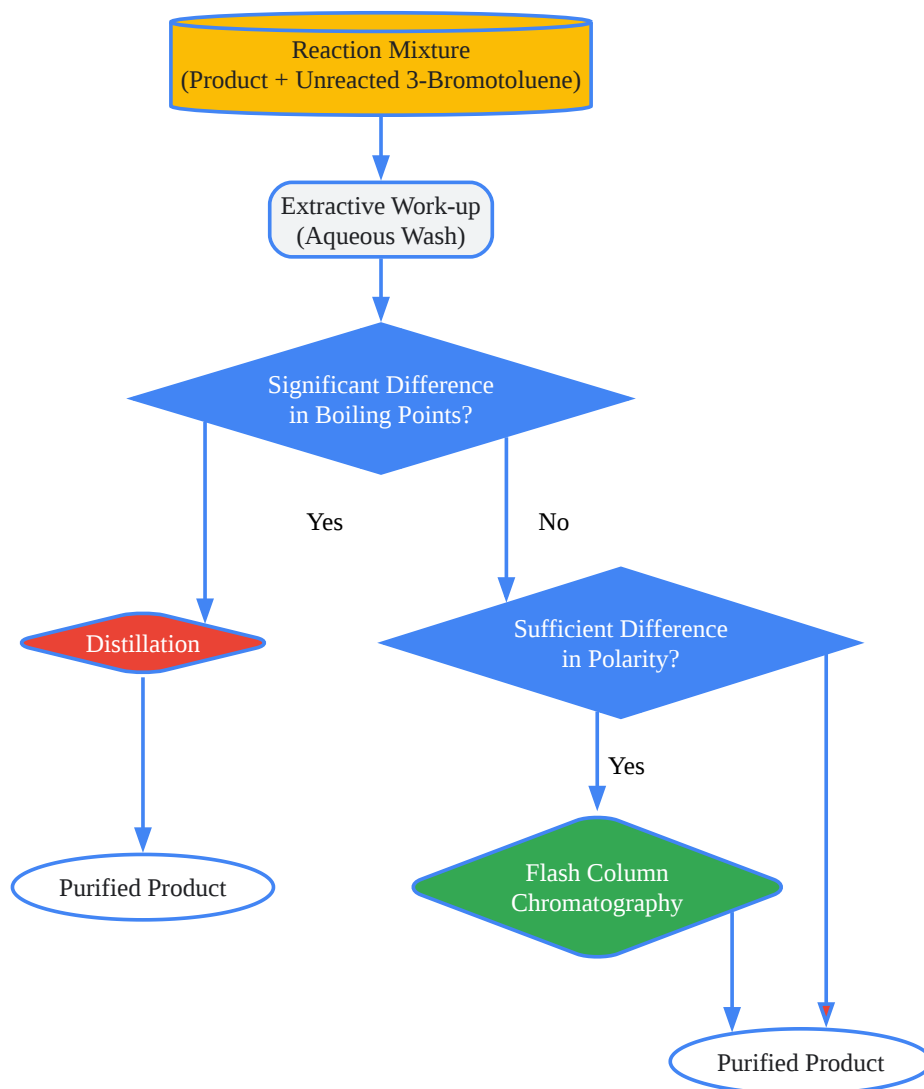 Reaction Mixture
(Product + Unreacted 3-Bromotoluene)
Extractive Work-up
(Aqueous Wash)
Significant Difference
in Boiling Points?
Yes
No
Distillation
Sufficient Difference
in Polarity?
Yes
Purified Product
Flash Column
Chromatography
Purified Product